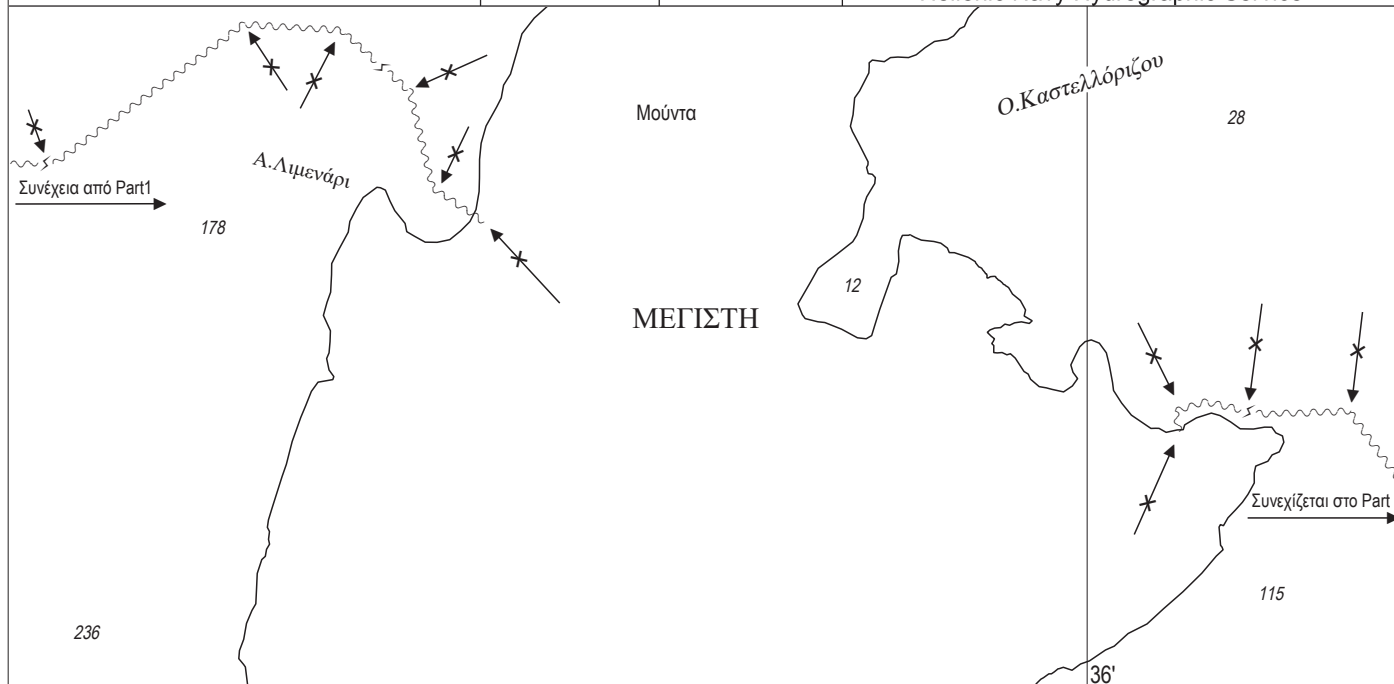 Μούντα
Ο.Καστελλόριζου
28
Α.Λιμενάρι
Συνέχεια από Part1
178
12
ΜΕΓΙΣΤΗ
Συνεχίζεται στο Part
115
236
36'